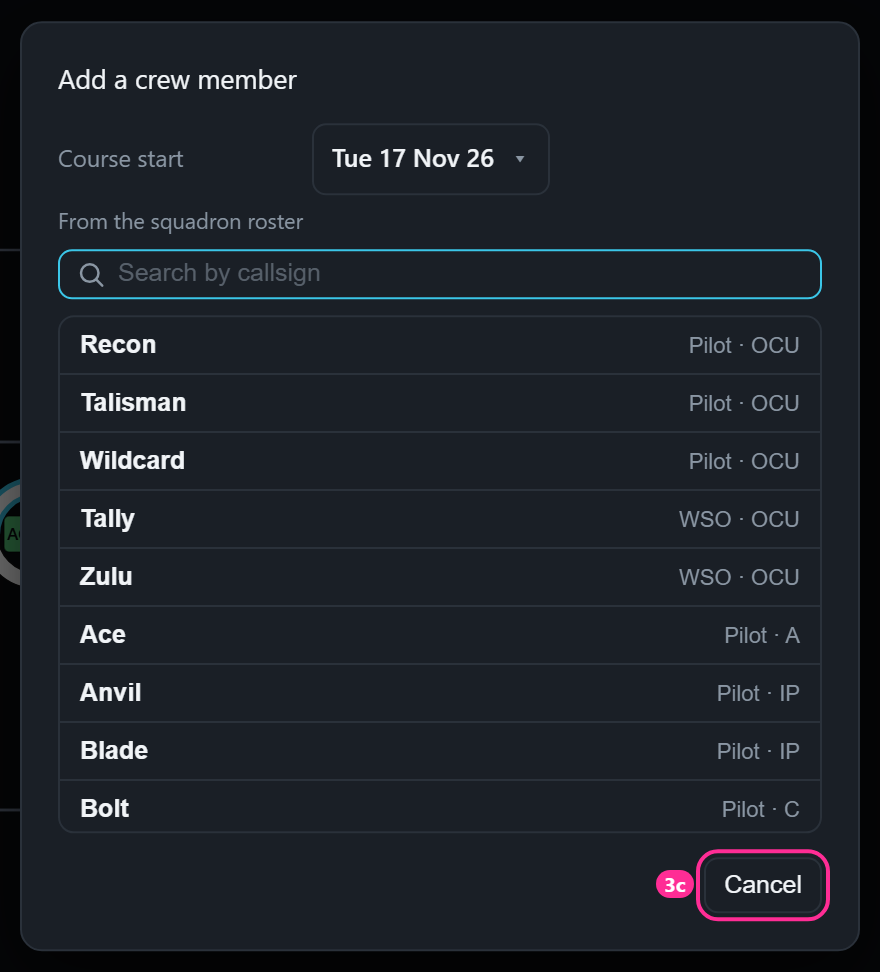 Add a crew member
Course start
Tue 17 Nov 26
From the squadron roster
Search by callsign
Recon Pilot · OCU
Talisman Pilot · OCU
Wildcard Pilot · OCU
Tally WSO · OCU
Zulu WSO · OCU
Ace Pilot · A
Anvil Pilot · IP
Blade Pilot · IP
Bolt Pilot · C
3c Cancel